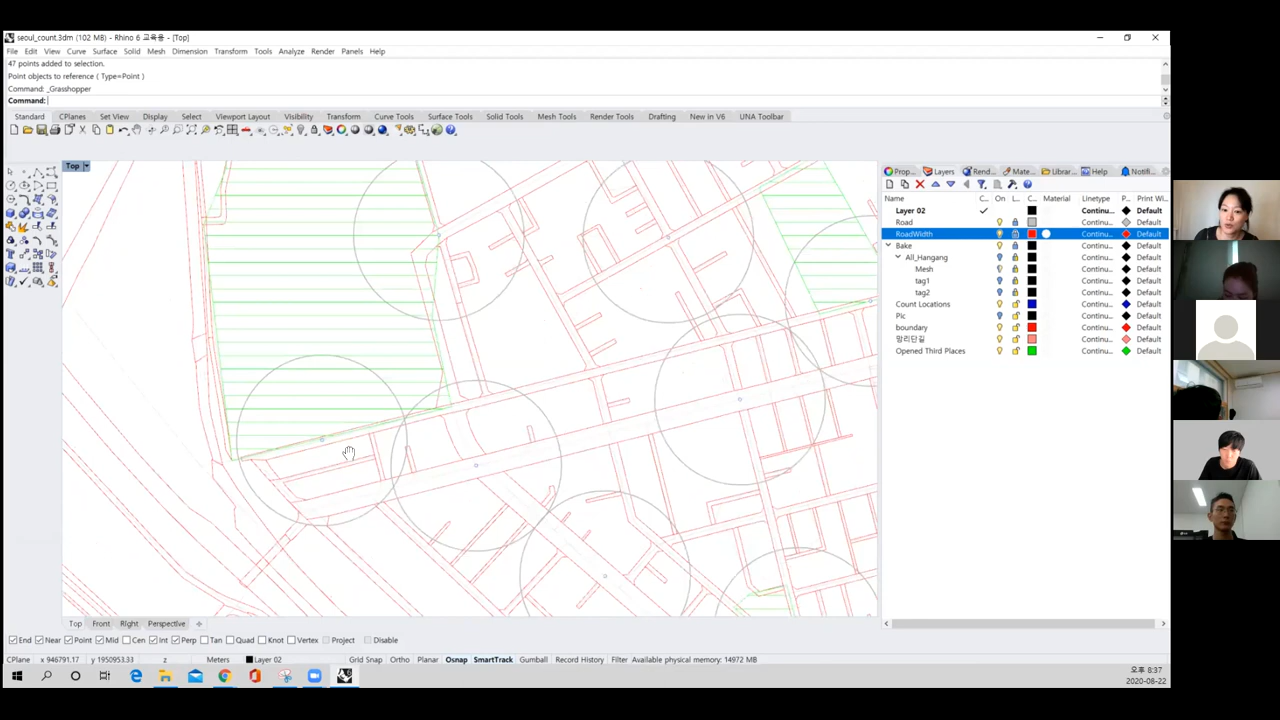 seoul_count.3dm (102 MB) - Rhino 6 교육용 - [Top]
File Edit View Curve Surface Solid Mesh Dimension Transform Tools Analyze Render Panels Help
47 points added to selection.
Point objects to reference ( Type=Point )
Command: _Grasshopper
Command:
Standard CPlanes Set View Display Select Viewport Layout Visibility Transform Curve Tools Surface Tools Solid Tools Mesh Tools Render Tools Drafting New in V6 UNA Toolbar
Top
Prop... Layers Rend... Mate... Librar... Help Notifi...
Name C... On L... C... Material Linetype P... Print Wi
Layer 02 Continu... Default
Road Continu... Default
RoadWidth Continu... Default
Bake Continu... Default
All_Hangang Continu... Default
Mesh Continu... Default
tag1 Continu... Default
tag2 Continu... Default
Count Locations Continu... Default
Pic Continu... Default
boundary Continu... Default
망리단길 Continu... Default
Opened Third Places Continu... Default
Top Front Right Perspective
End Near Point Mid Cen Int Perp Tan Quad Knot Vertex Project Disable
CPlane x 946791.17 y 1950953.33 z Meters Layer 02 Grid Snap Ortho Planar Osnap SmartTrack Gumball Record History Filter Available physical memory: 14972 MB
오후 8:37
2020-08-22